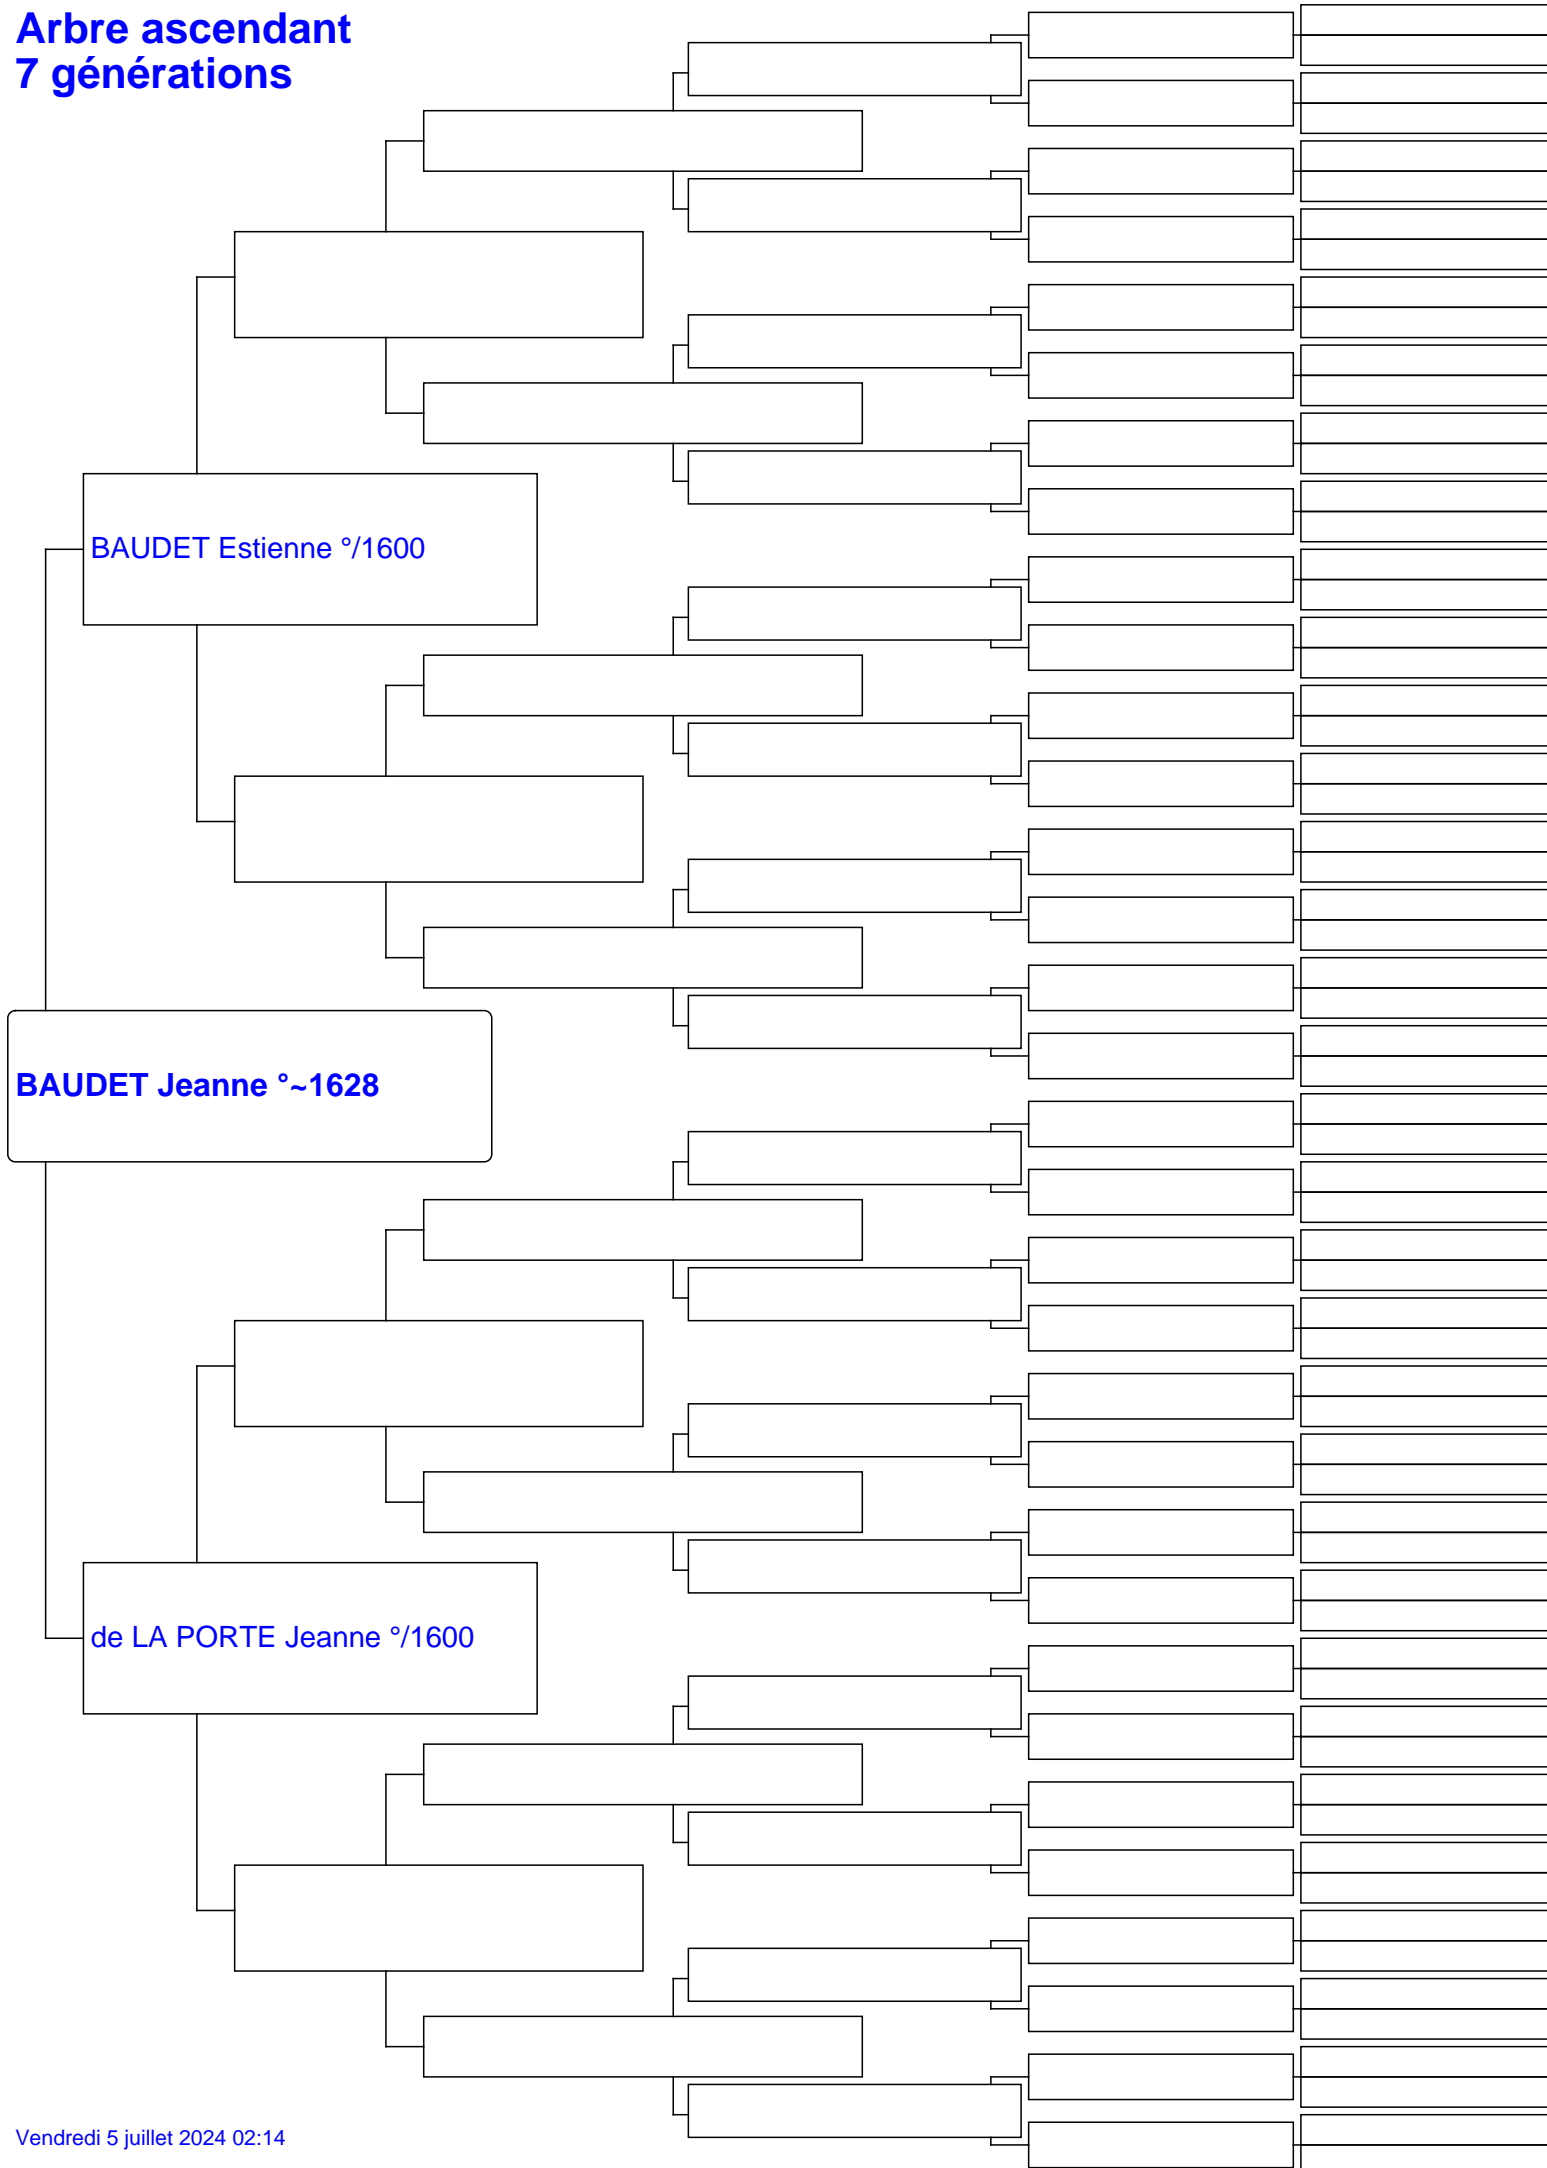 Arbre ascendant
7 générations
BAUDET Estienne °/1600
BAUDET Jeanne °~1628
de LA PORTE Jeanne °/1600
Vendredi 5 juillet 2024 02:14